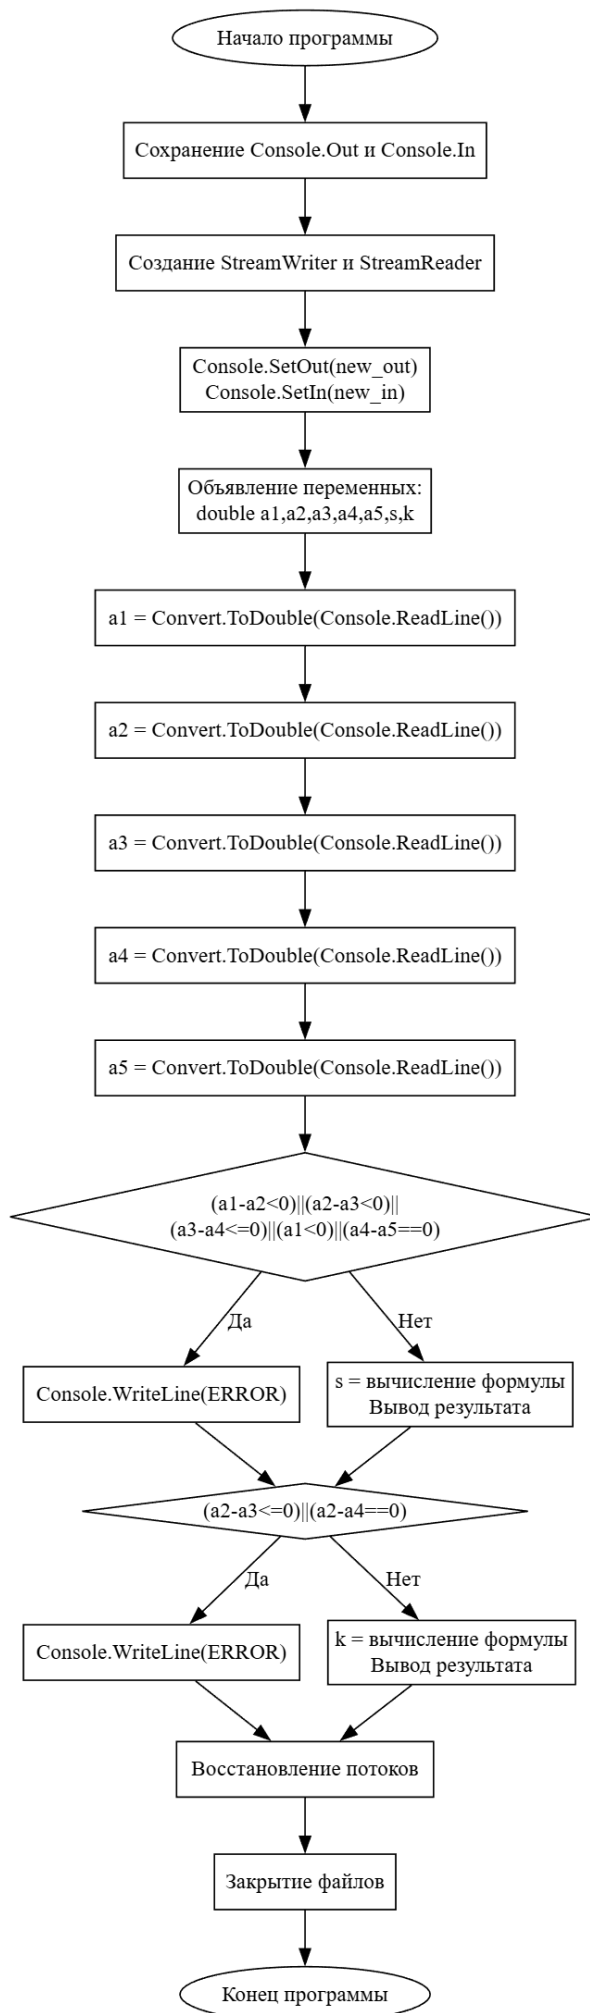 Начало программы
Сохранение Console.Out и Console.In
Создание StreamWriter и StreamReader
Console.SetOut(new_out)
Console.SetIn(new_in)
Объявление переменных:
double a1,a2,a3,a4,a5,s,k
a1 = Convert.ToDouble(Console.ReadLine())
a2 = Convert.ToDouble(Console.ReadLine())
a3 = Convert.ToDouble(Console.ReadLine())
a4 = Convert.ToDouble(Console.ReadLine())
a5 = Convert.ToDouble(Console.ReadLine())
(a1-a2<0)||(a2-a3<0)||
(a3-a4<=0)||(a1<0)||(a4-a5==0)
Да
Нет
Console.WriteLine(ERROR)
s = вычисление формулы
Вывод результата
(a2-a3<=0)||(a2-a4==0)
Да
Нет
Console.WriteLine(ERROR)
k = вычисление формулы
Вывод результата
Восстановление потоков
Закрытие файлов
Конец программы